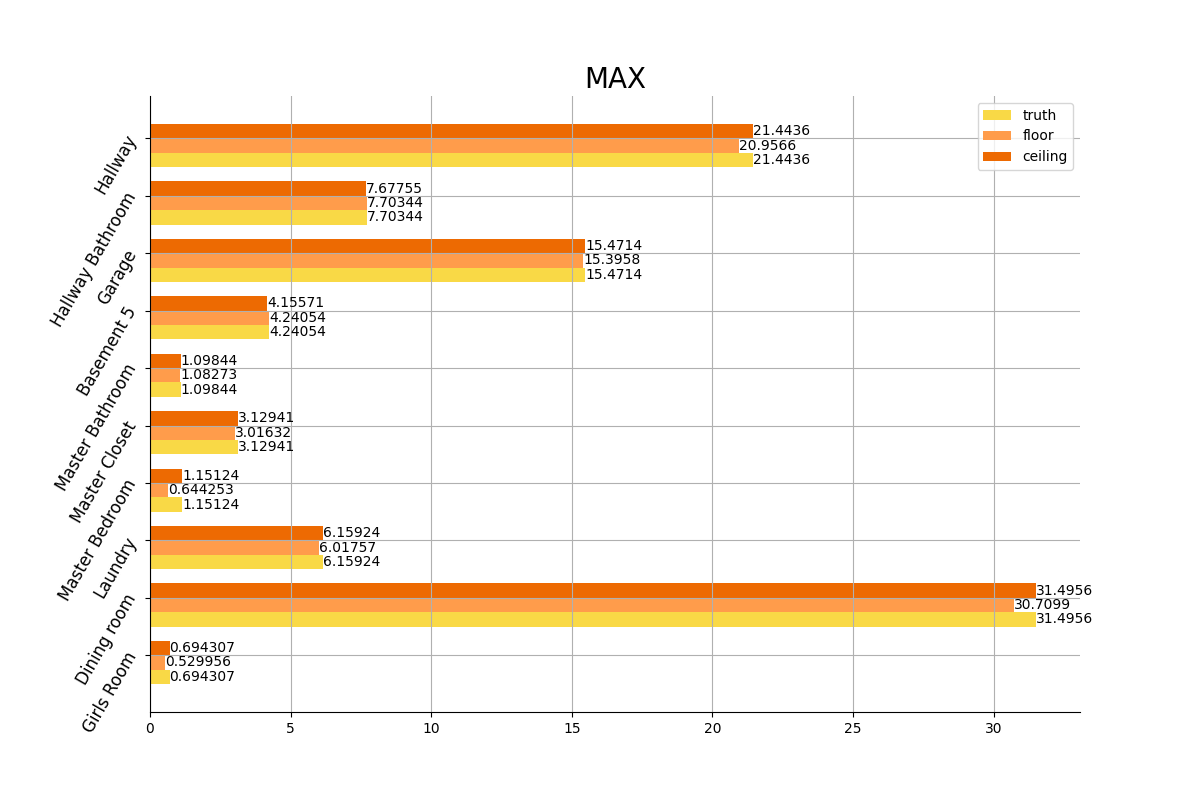 MAX
truth
floor
ceiling
Hallway
21.4436
20.9566
21.4436
Hallway Bathroom
7.67755
7.70344
7.70344
Garage
15.4714
15.3958
15.4714
Basement 5
4.15571
4.24054
4.24054
Master Bathroom
1.09844
1.08273
1.09844
Master Closet
3.12941
3.01632
3.12941
Master Bedroom
1.15124
0.644253
1.15124
Laundry
6.15924
6.01757
6.15924
Dining room
31.4956
30.7099
31.4956
Girls Room
0.694307
0.529956
0.694307
0 5 10 15 20 25 30